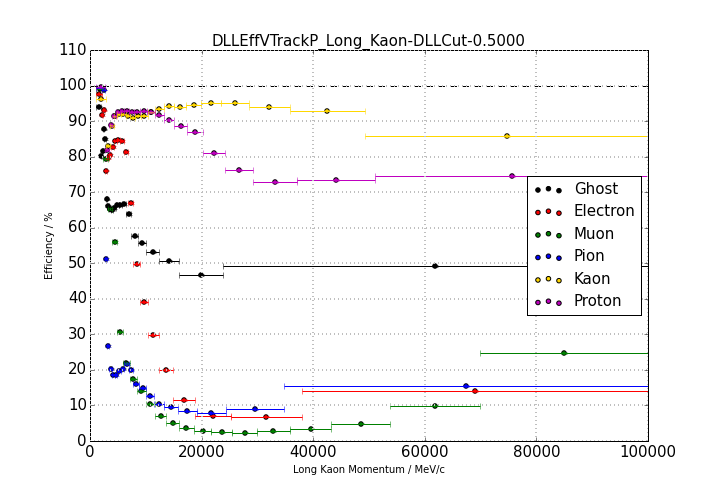 DLLEffVTrackP_Long_Kaon-DLLCut-0.5000
110
100
90
80
70
60
50
40
30
20
10
0
Efficiency / %
Ghost
Electron
Muon
Pion
Kaon
Proton
0 20000 40000 60000 80000 100000
Long Kaon Momentum / MeV/c